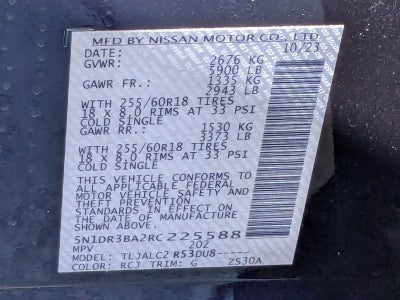 MFD BY NISSAN MOTOR CO., LTD.
DATE: 10/23
GVWR: 2676 KG
5900 LB
GAWR FR.: 1335 KG
2943 LB
WITH 255/60R18 TIRES
18 x 8.0 RIMS AT 33 PSI
COLD SINGLE
GAWR RR.: 1530 KG
3373 LB
WITH 255/60R18 TIRES
18 x 8.0 RIMS AT 33 PSI
COLD SINGLE
THIS VEHICLE CONFORMS TO
ALL APPLICABLE FEDERAL
MOTOR VEHICLE SAFETY AND
THEFT PREVENTION
STANDARDS IN EFFECT ON
THE DATE OF MANUFACTURE
SHOWN ABOVE.
5N1DR3BA2RC225588
MPV 202
MODEL: TLJALC2 R53DU8-----
COLOR: RCJ TRIM: G ZS30A